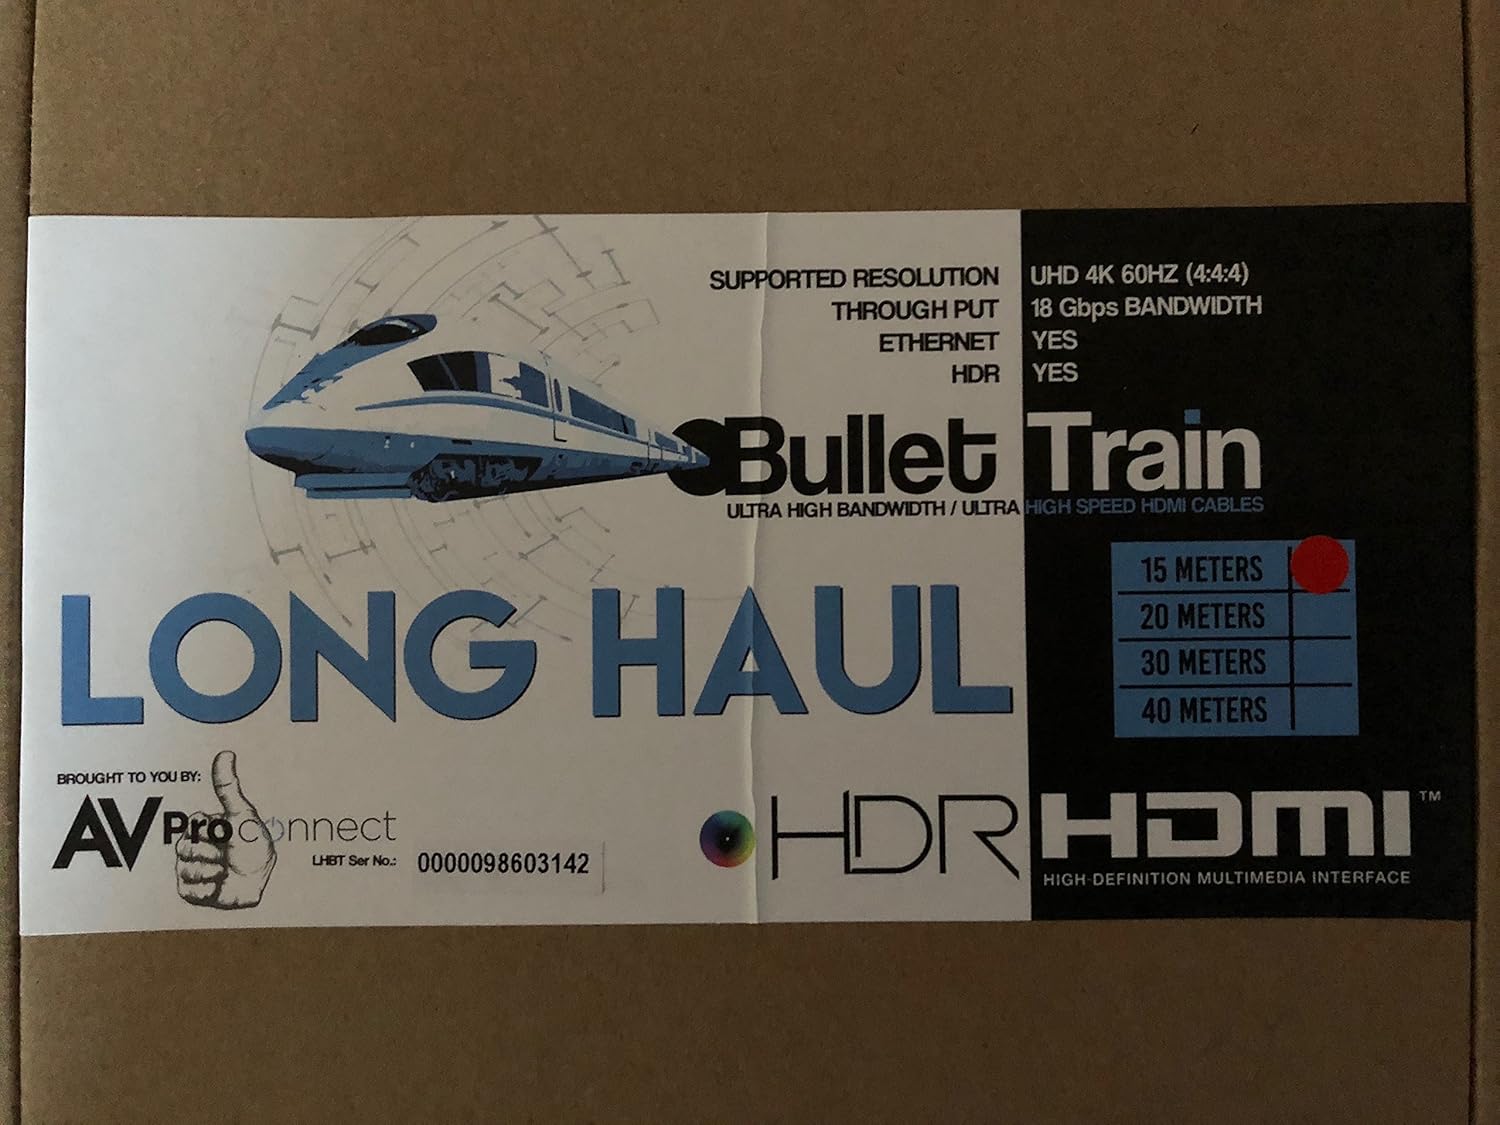 SUPPORTED RESOLUTION UHD 4K 60HZ (4:4:4)
THROUGH PUT 18 Gbps BANDWIDTH
ETHERNET YES
HDR YES
Bullet Train
ULTRA HIGH BANDWIDTH / ULTRA HIGH SPEED HDMI CABLES
LONG HAUL
15 METERS
20 METERS
30 METERS
40 METERS
BROUGHT TO YOU BY:
AVProconnect
LHBT Ser No.: 0000098603142
HDR
HDMI™
HIGH-DEFINITION MULTIMEDIA INTERFACE